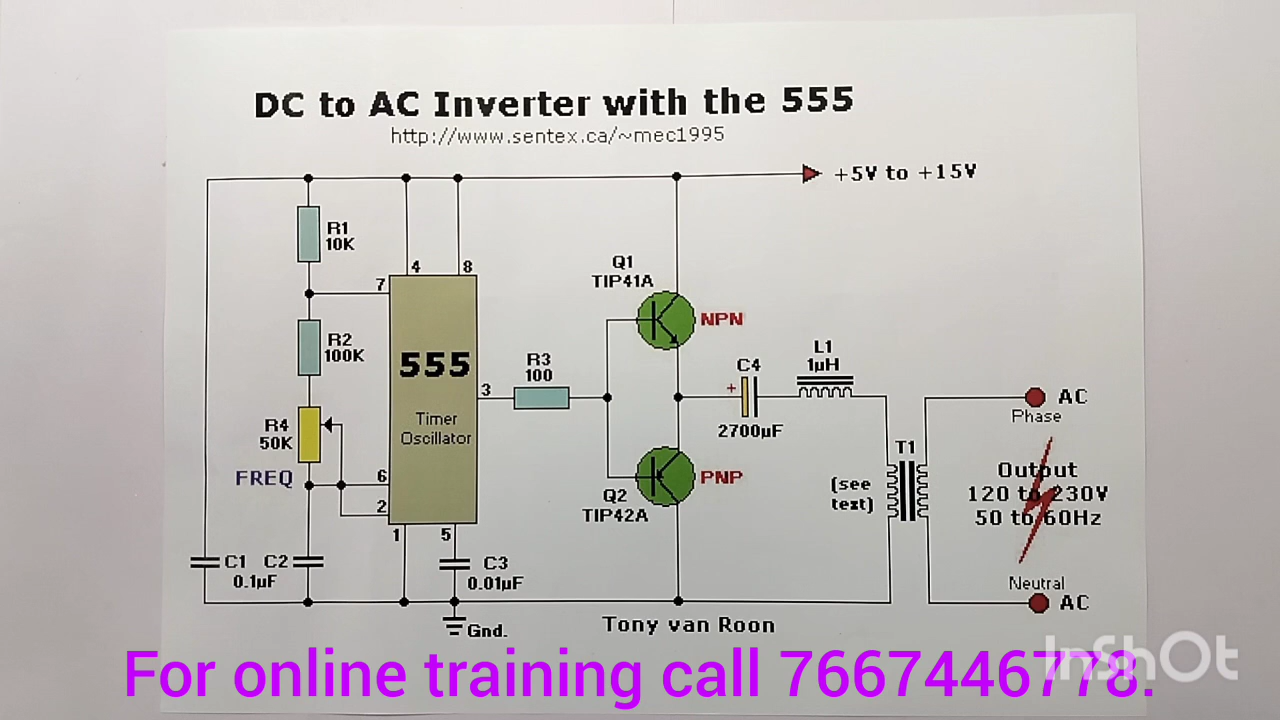 DC to AC Inverter with the 555
http://www.sentex.ca/~mec1995
+5V to +15V
R1
10K
4
8
Q1
TIP41A
7
NPN
R2
100K
555
L1
1µH
R3
100
C4
+
3
2700µF
AC
Phase
Timer
Oscillator
R4
50K
FREQ
6
2
T1
(see
text)
Output
120 to 230V
50 to 60Hz
PNP
Q2
TIP42A
1
5
C1
C2
0.1µF
C3
0.01µF
Neutral
AC
Gnd.
Tony van Roon
InShOt
For online training call 7667446778.